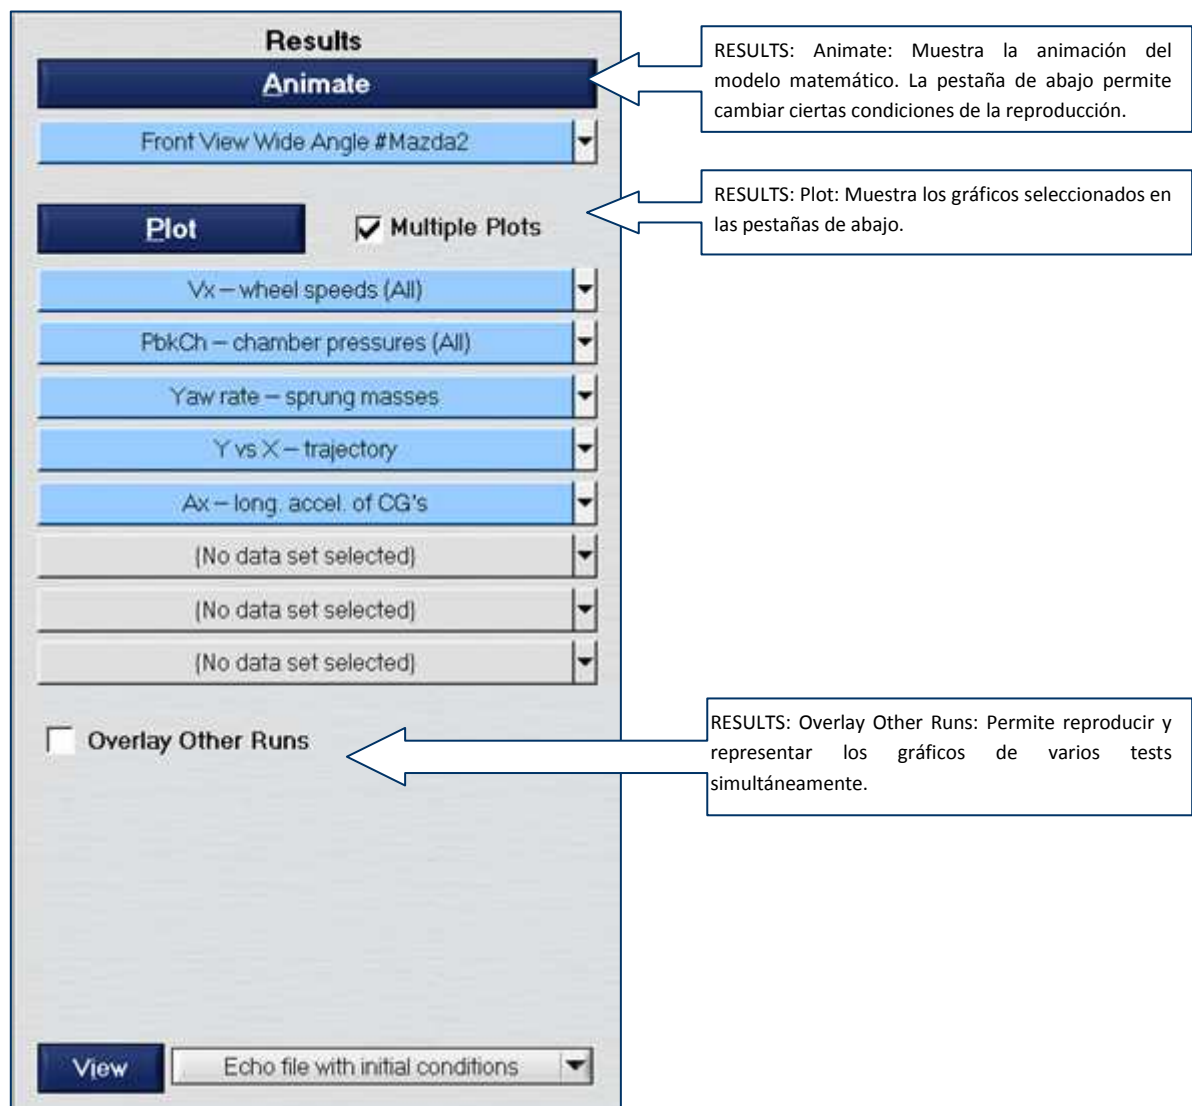 Results
Animate
Front View Wide Angle #Mazda2
Plot
Multiple Plots
Vx – wheel speeds (All)
PbkCh – chamber pressures (All)
Yaw rate – sprung masses
Y vs X – trajectory
Ax – long. accel. of CG's
(No data set selected)
(No data set selected)
(No data set selected)
Overlay Other Runs
View
Echo file with initial conditions
RESULTS: Animate: Muestra la animación del
modelo matemático. La pestaña de abajo permite
cambiar ciertas condiciones de la reproducción.
RESULTS: Plot: Muestra los gráficos seleccionados en
las pestañas de abajo.
RESULTS: Overlay Other Runs: Permite reproducir y
representar los gráficos de varios tests
simultáneamente.